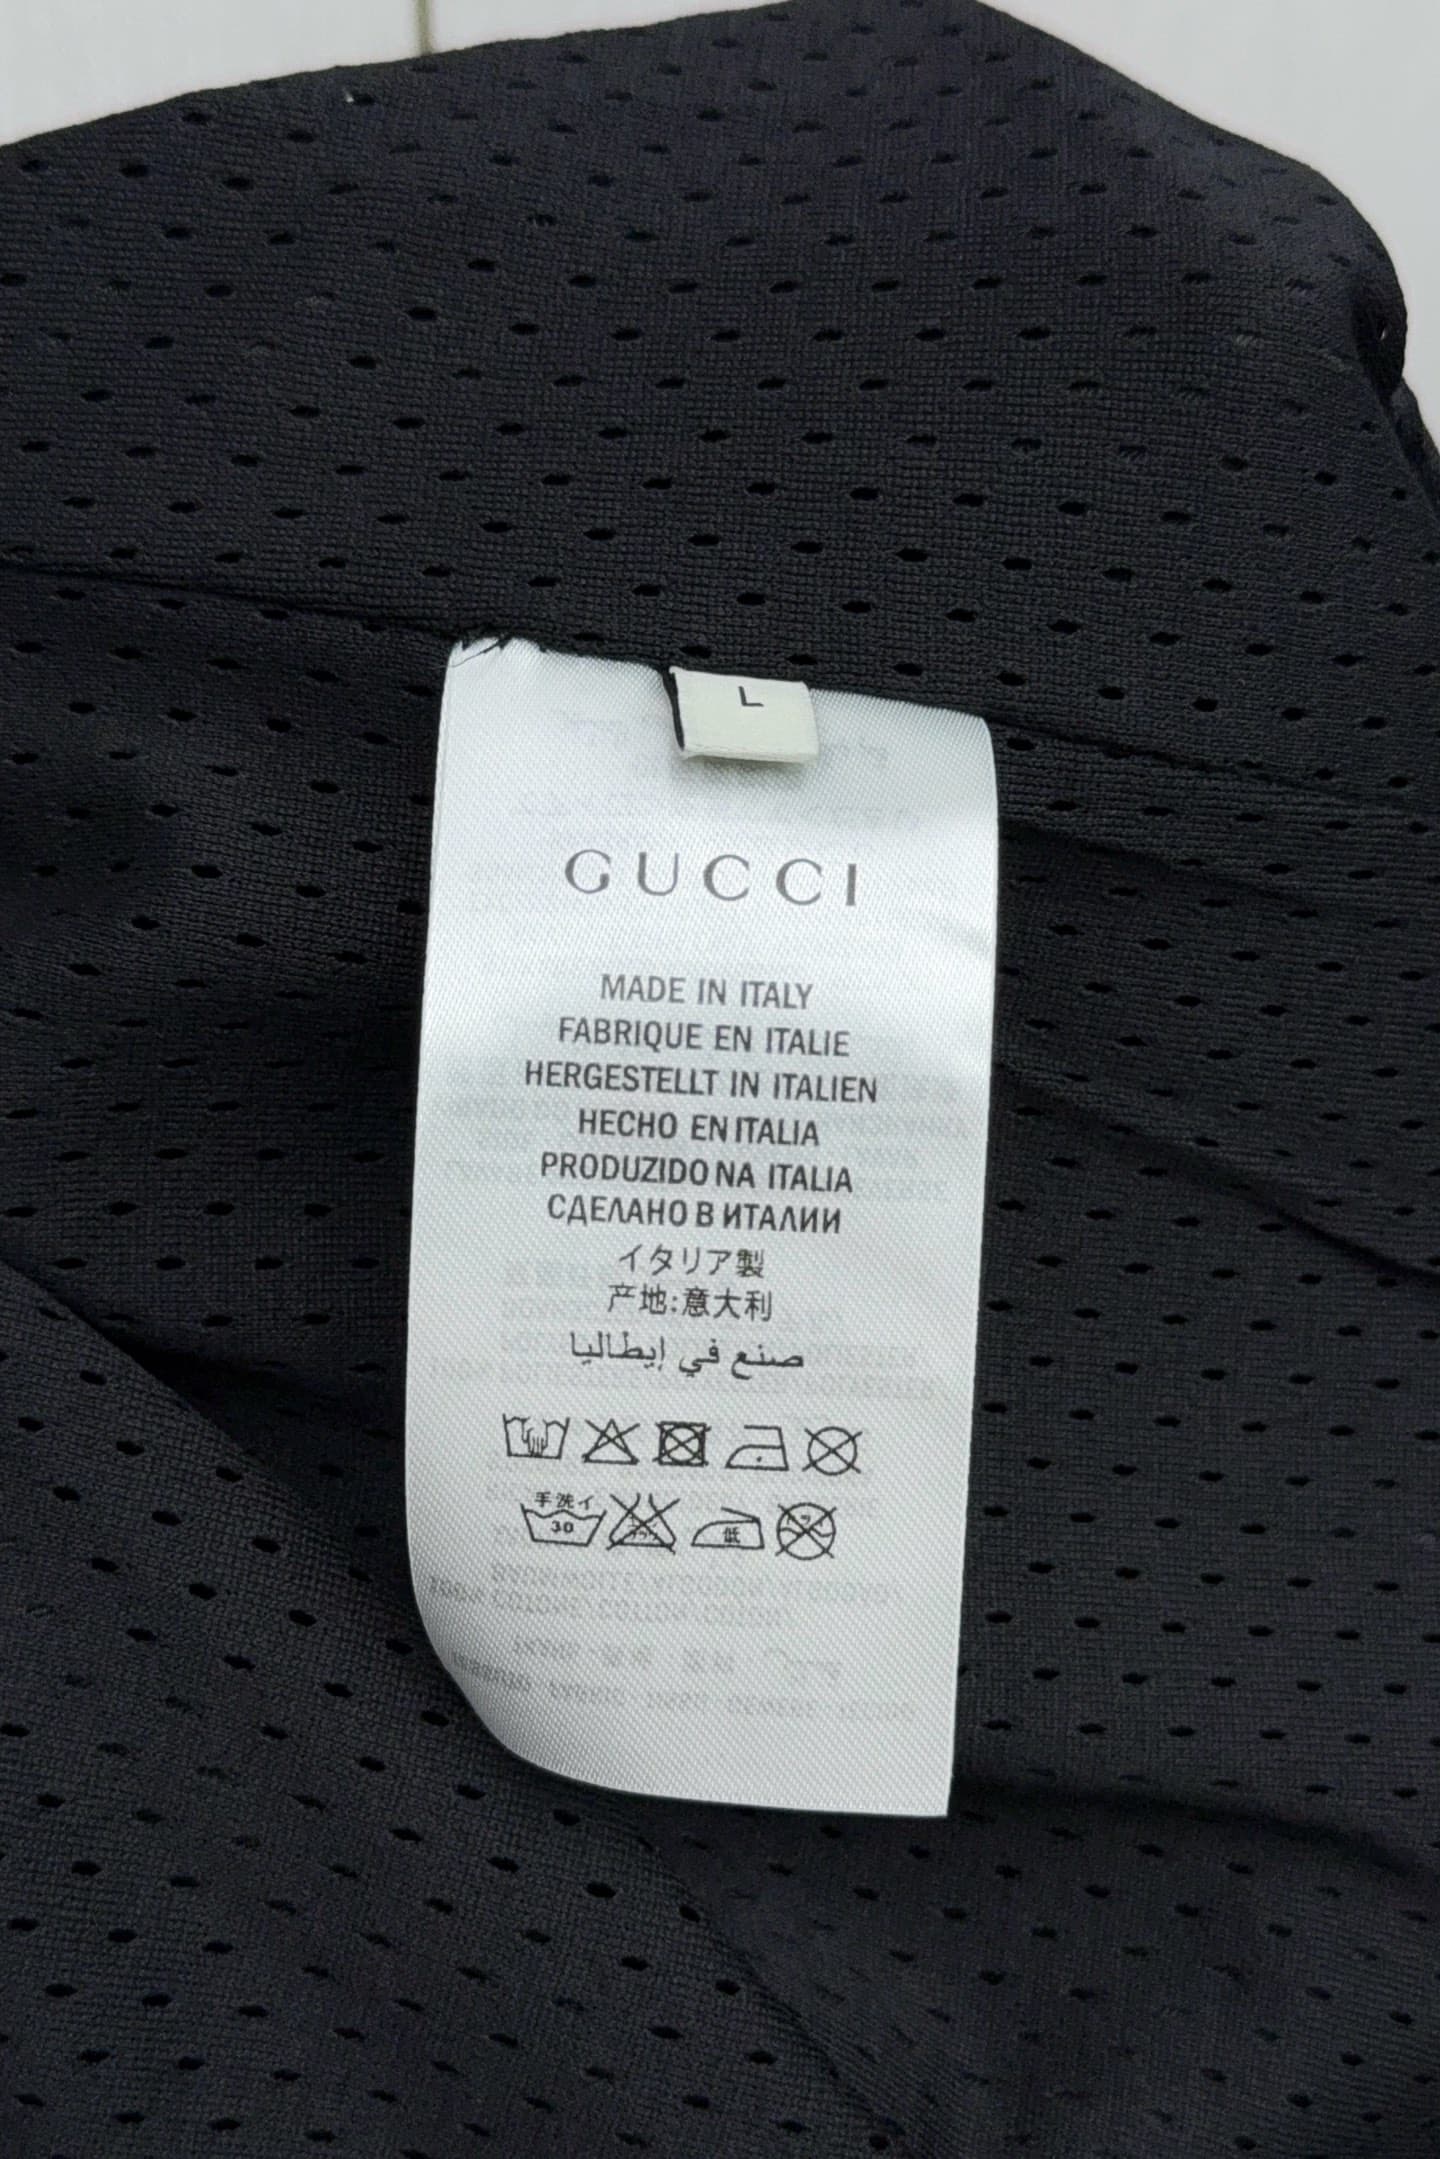 L
GUCCI
MADE IN ITALY
FABRIQUE EN ITALIE
HERGESTELLT IN ITALIEN
HECHO EN ITALIA
PRODUZIDO NA ITALIA
СДЕЛАНО В ИТАЛИИ
イタリア製
产地:意大利
صنع في إيطاليا
手洗イ
30
低